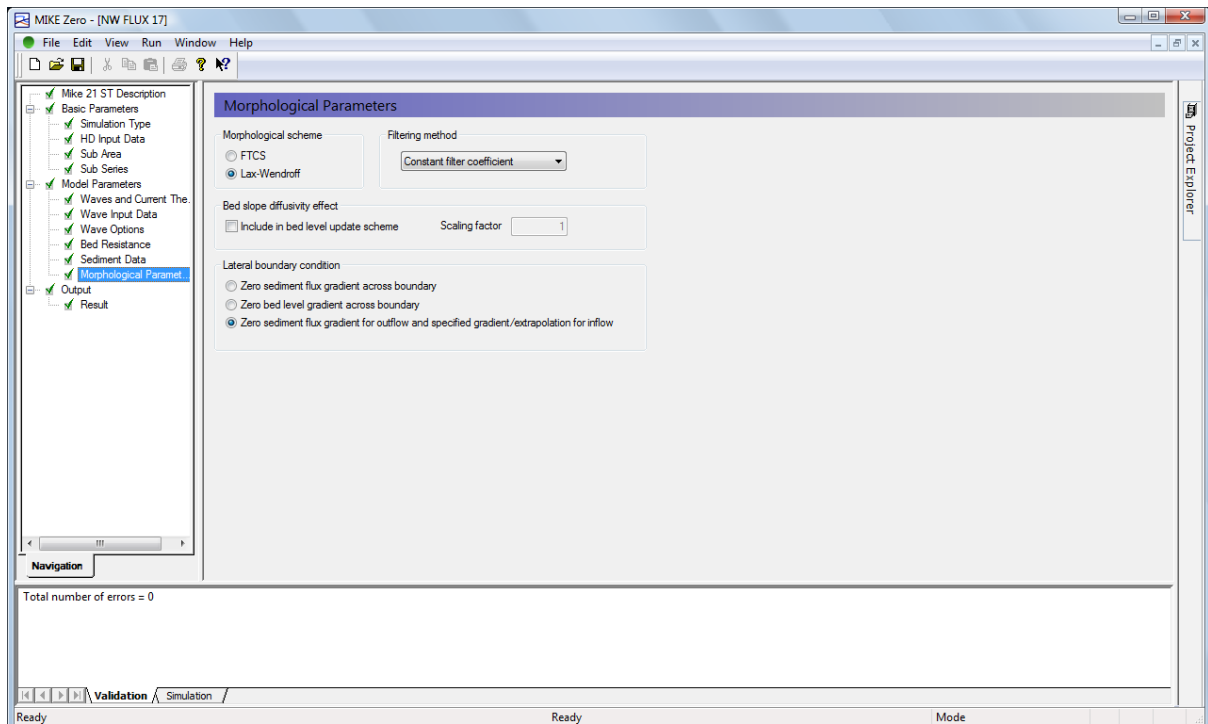 MIKE Zero - [NW FLUX 17]
File Edit View Run Window Help
Mike 21 ST Description
Basic Parameters
Simulation Type
HD Input Data
Sub Area
Sub Series
Model Parameters
Waves and Current The.
Wave Input Data
Wave Options
Bed Resistance
Sediment Data
Morphological Paramet...
Output
Result
Navigation
Morphological Parameters
Morphological scheme
FTCS
Lax-Wendroff
Filtering method
Constant filter coefficient
Bed slope diffusivity effect
Include in bed level update scheme Scaling factor 1
Lateral boundary condition
Zero sediment flux gradient across boundary
Zero bed level gradient across boundary
Zero sediment flux gradient for outflow and specified gradient/extrapolation for inflow
Project Explorer
Total number of errors = 0
Validation Simulation
Ready Ready Mode